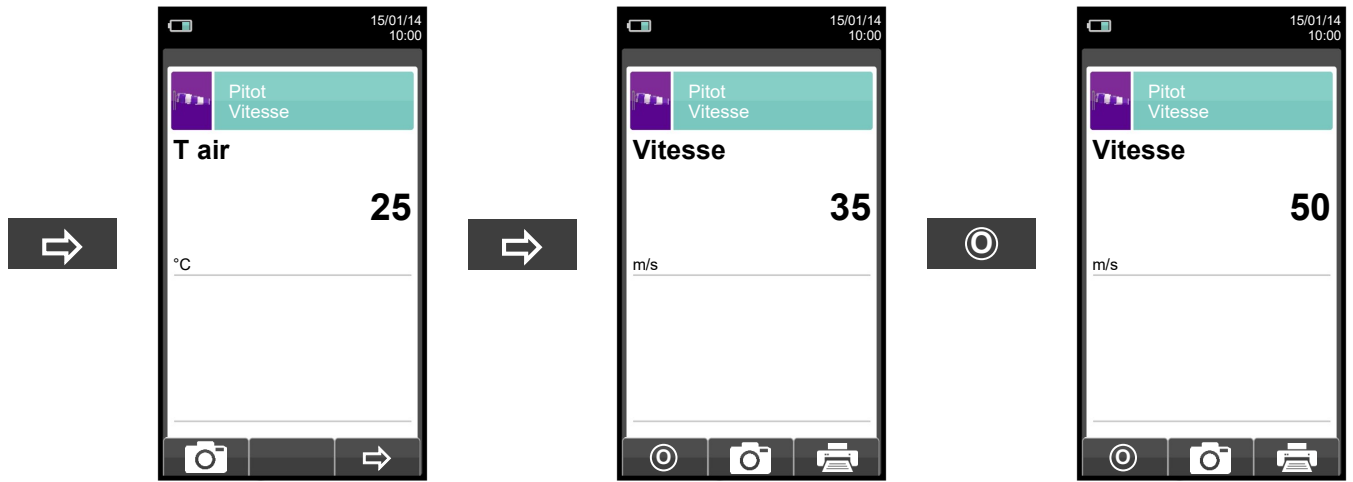 15/01/14
10:00
Pitot
Vitesse
T air
25
°C
15/01/14
10:00
Pitot
Vitesse
Vitesse
35
m/s
O
O
15/01/14
10:00
Pitot
Vitesse
Vitesse
50
m/s
O